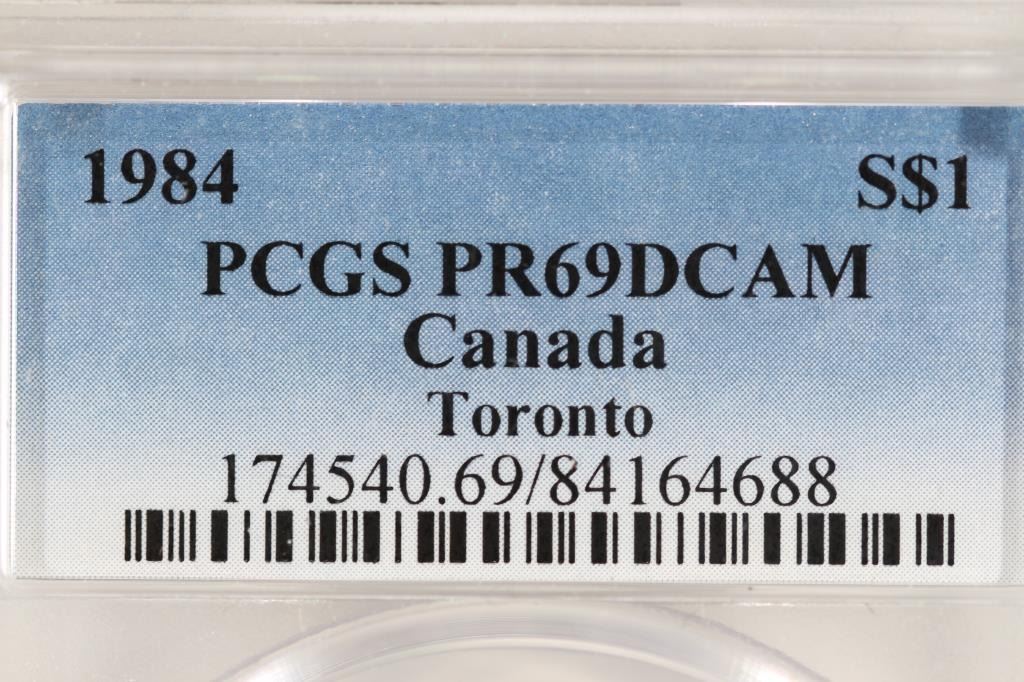 1984 S$1
PCGS PR69DCAM
Canada
Toronto
174540.69/84164688